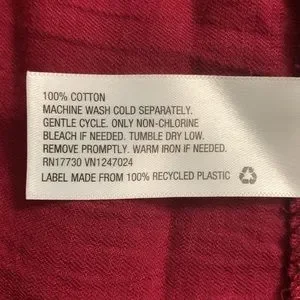 100% COTTON
MACHINE WASH COLD SEPARATELY.
GENTLE CYCLE. ONLY NON-CHLORINE
BLEACH IF NEEDED. TUMBLE DRY LOW.
REMOVE PROMPTLY. WARM IRON IF NEEDED.
RN17730 VN1247024
LABEL MADE FROM 100% RECYCLED PLASTIC